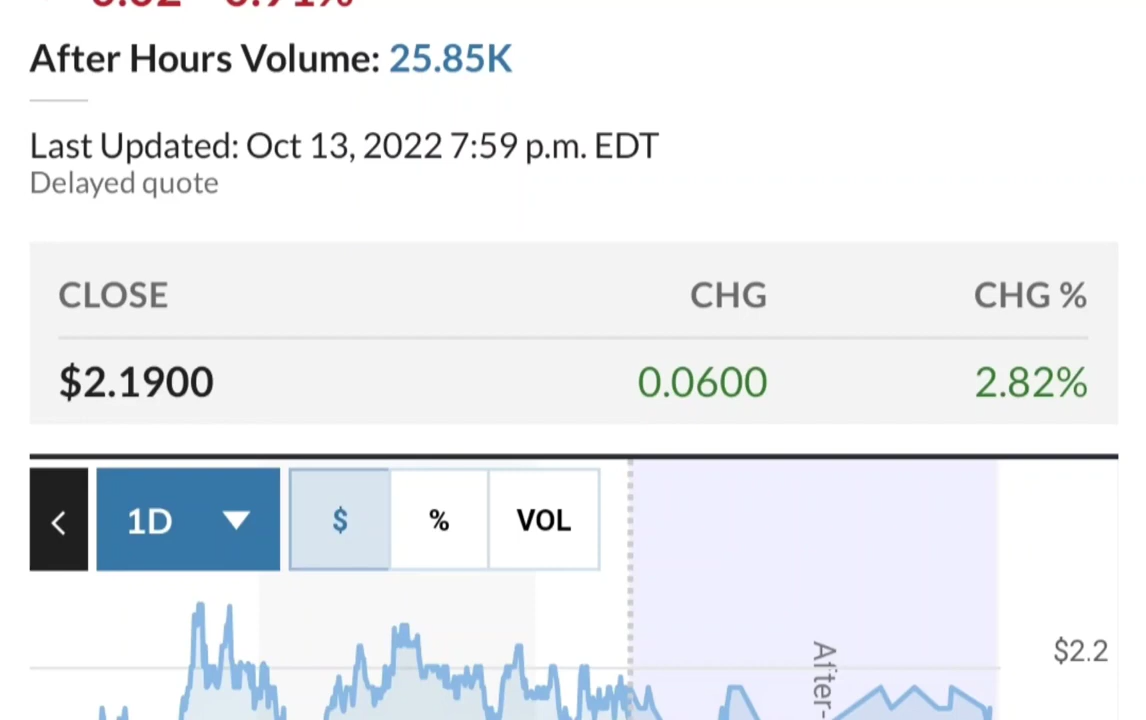 After Hours Volume: 25.85K
Last Updated: Oct 13, 2022 7:59 p.m. EDT
Delayed quote
CLOSE CHG CHG %
$2.1900 0.0600 2.82%
1D $ % VOL
$2.2
After-